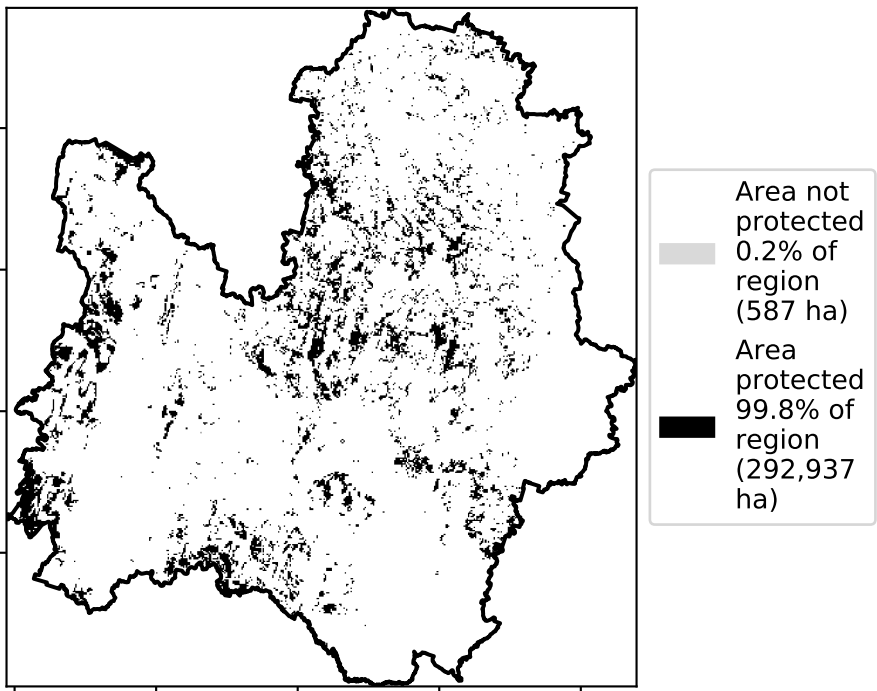 Area not
protected
0.2% of
region
(587 ha)
Area
protected
99.8% of
region
(292,937
ha)